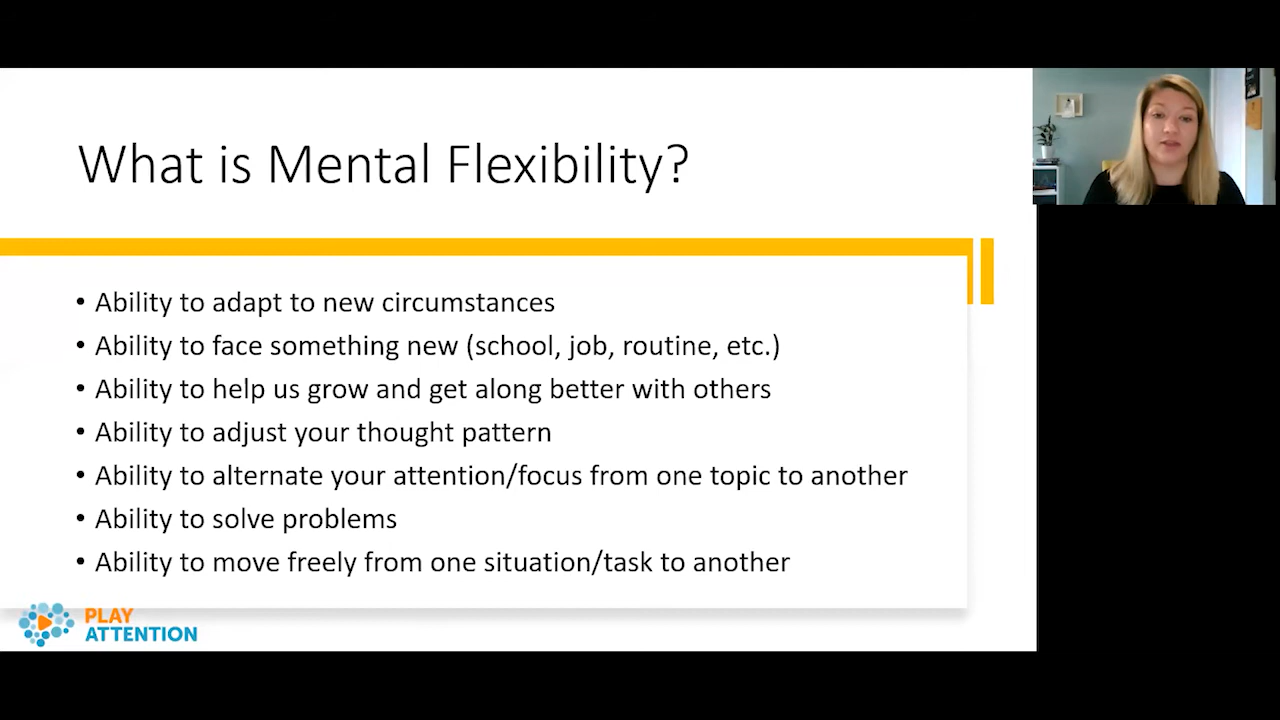 What is Mental Flexibility?
• Ability to adapt to new circumstances
• Ability to face something new (school, job, routine, etc.)
• Ability to help us grow and get along better with others
• Ability to adjust your thought pattern
• Ability to alternate your attention/focus from one topic to another
• Ability to solve problems
• Ability to move freely from one situation/task to another
PLAY
ATTENTION